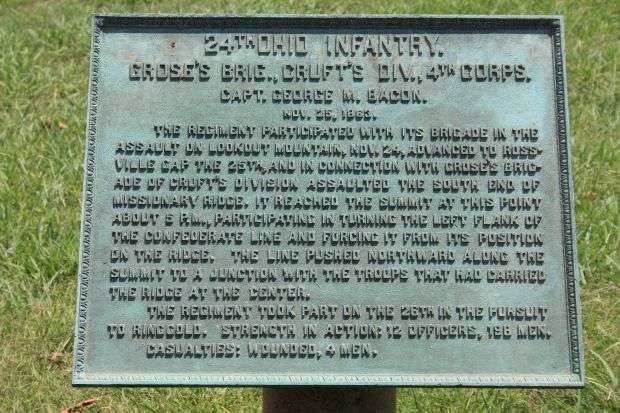 24TH OHIO INFANTRY.
GROSE'S BRIG., CRUFT'S DIV., 4TH CORPS.
CAPT. GEORGE M. BACON.
NOV. 25, 1863.
THE REGIMENT PARTICIPATED WITH ITS BRIGADE IN THE
ASSAULT ON LOOKOUT MOUNTAIN, NOV. 24, ADVANCED TO ROSS-
VILLE GAP THE 25TH, AND IN CONNECTION WITH GROSE'S BRIG-
ADE OF CRUFT'S DIVISION ASSAULTED THE SOUTH END OF
MISSIONARY RIDGE. IT REACHED THE SUMMIT AT THIS POINT
ABOUT 5 P.M., PARTICIPATING IN TURNING THE LEFT FLANK OF
THE CONFEDERATE LINE AND FORCING IT FROM ITS POSITION
ON THE RIDGE. THE LINE PUSHED NORTHWARD ALONG THE
SUMMIT TO A JUNCTION WITH THE TROOPS THAT HAD CARRIED
THE RIDGE AT THE CENTER.
THE REGIMENT TOOK PART ON THE 26TH IN THE PURSUIT
TO RINGGOLD. STRENGTH IN ACTION: 12 OFFICERS, 198 MEN.
CASUALTIES: WOUNDED, 4 MEN.